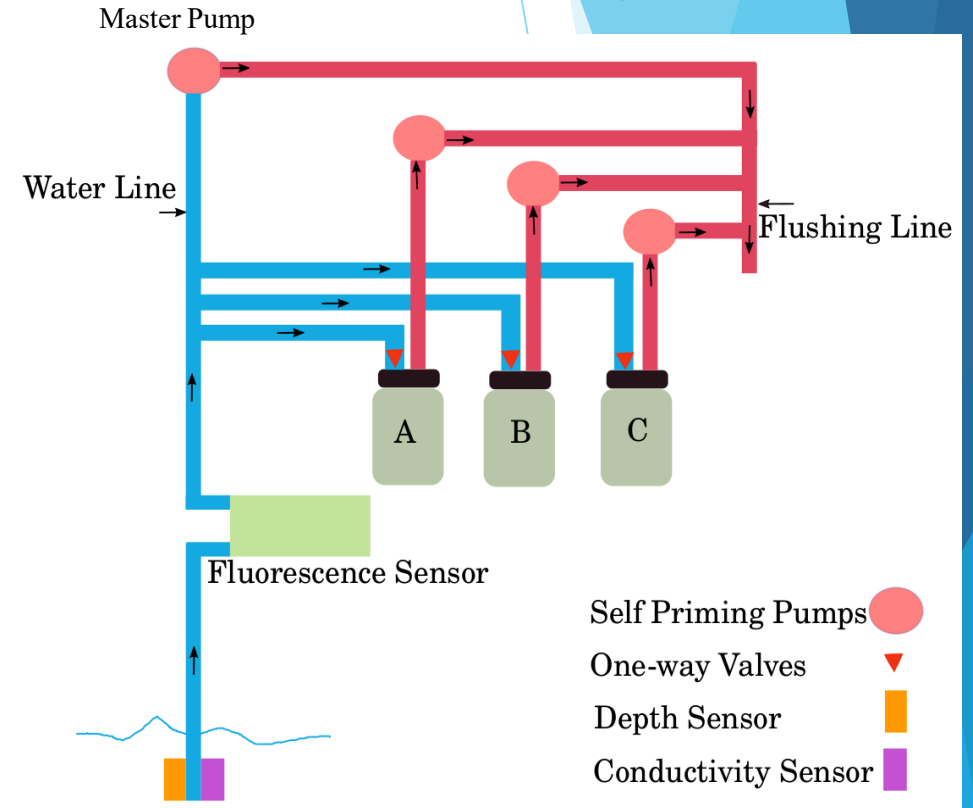 Master Pump
Water Line
Flushing Line
A
B
C
Fluorescence Sensor
Self Priming Pumps
One-way Valves
Depth Sensor
Conductivity Sensor